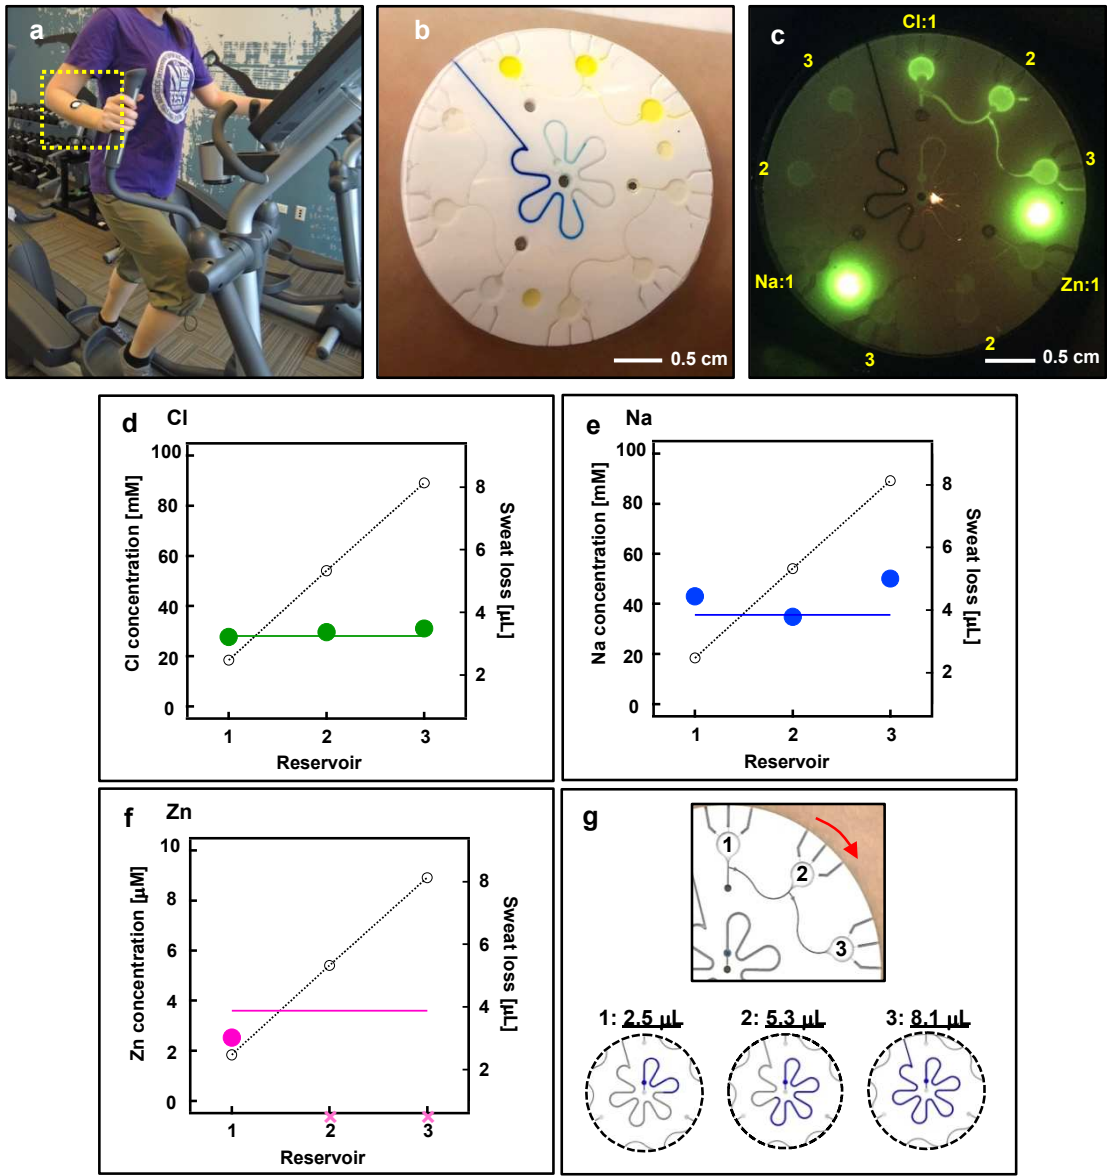 a
b
0.5 cm
c
Cl:1
2
3
3
2
Na:1
Zn:1
2
3
0.5 cm
d Cl
Cl concentration [mM]
100
80
60
40
20
0
Sweat loss [µL]
8
6
4
2
1 2 3
Reservoir
e Na
Na concentration [mM]
100
80
60
40
20
0
Sweat loss [µL]
8
6
4
2
1 2 3
Reservoir
f Zn
Zn concentration [µM]
10
8
6
4
2
0
Sweat loss [µL]
8
6
4
2
1 2 3
Reservoir
g
1
2
3
1: 2.5 µL 2: 5.3 µL 3: 8.1 µL